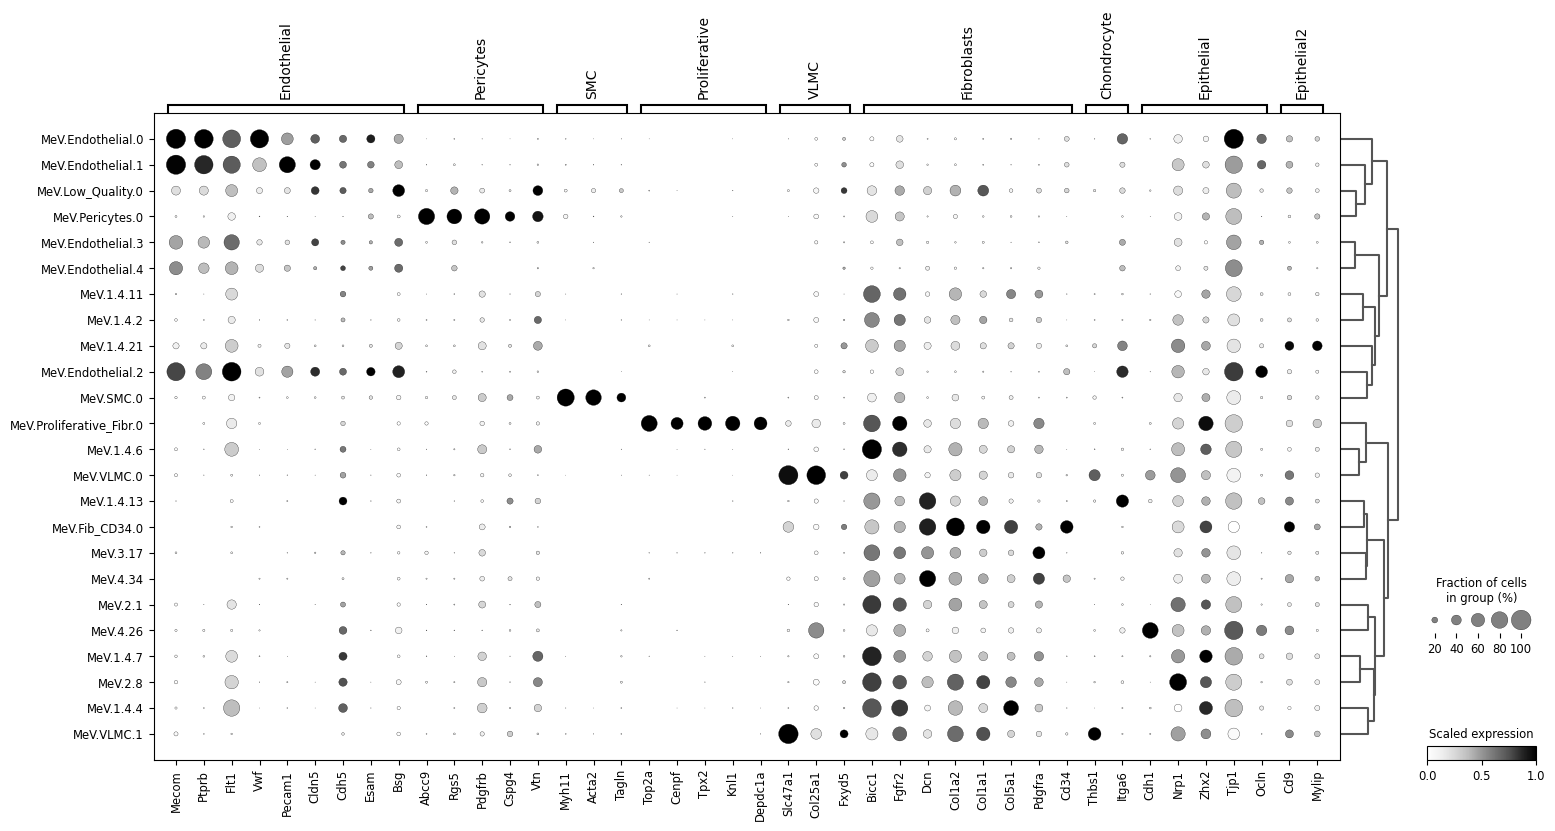 Endothelial
Pericytes
SMC
Proliferative
VLMC
Fibroblasts
Chondrocyte
Epithelial
Epithelial2
MeV.Endothelial.0
MeV.Endothelial.1
MeV.Low_Quality.0
MeV.Pericytes.0
MeV.Endothelial.3
MeV.Endothelial.4
MeV.1.4.11
MeV.1.4.2
MeV.1.4.21
MeV.Endothelial.2
MeV.SMC.0
MeV.Proliferative_Fibr.0
MeV.1.4.6
MeV.VLMC.0
MeV.1.4.13
MeV.Fib_CD34.0
MeV.3.17
MeV.4.34
MeV.2.1
MeV.4.26
MeV.1.4.7
MeV.2.8
MeV.1.4.4
MeV.VLMC.1
Mecom
Ptprb
Flt1
Vwf
Pecam1
Cldn5
Cdh5
Esam
Bsg
Abcc9
Rgs5
Pdgfrb
Cspg4
Vtn
Myh11
Acta2
Tagln
Top2a
Cenpf
Tpx2
Knl1
Depdc1a
Slc47a1
Col25a1
Fxyd5
Bicc1
Fgfr2
Dcn
Col1a2
Col1a1
Col5a1
Pdgfra
Cd34
Thbs1
Itga6
Cdh1
Nrp1
Zhx2
Tjp1
Ocln
Cd9
Mylip
Fraction of cells
in group (%)
20 40 60 80 100
Scaled expression
0.0 0.5 1.0